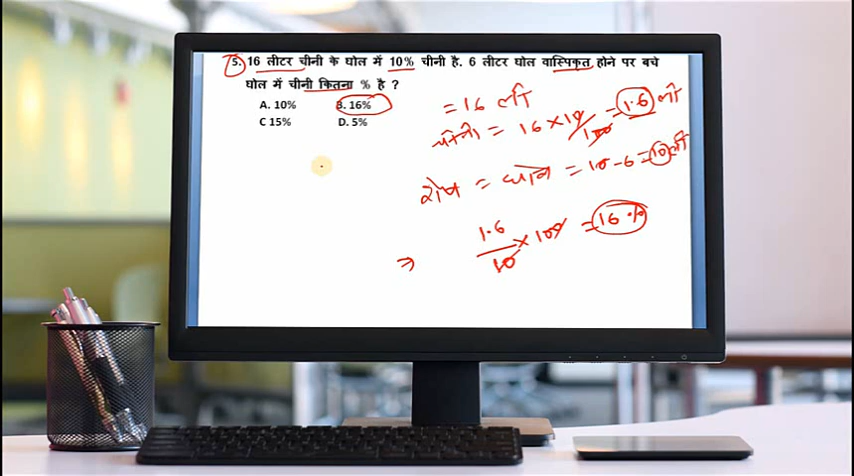 5. 16 लीटर चीनी के घोल में 10% चीनी है. 6 लीटर घोल वास्पिकृत होने पर बचे
घोल में चीनी कितना % है ?
A. 10% B. 16%
C 15% D. 5%
= 16 ली
चीनी = 16 × 10/100 = 1.6 ली
शेष = घोल = 16 - 6 = 10 ली
⇒ 1.6/10 × 100 = 16 %